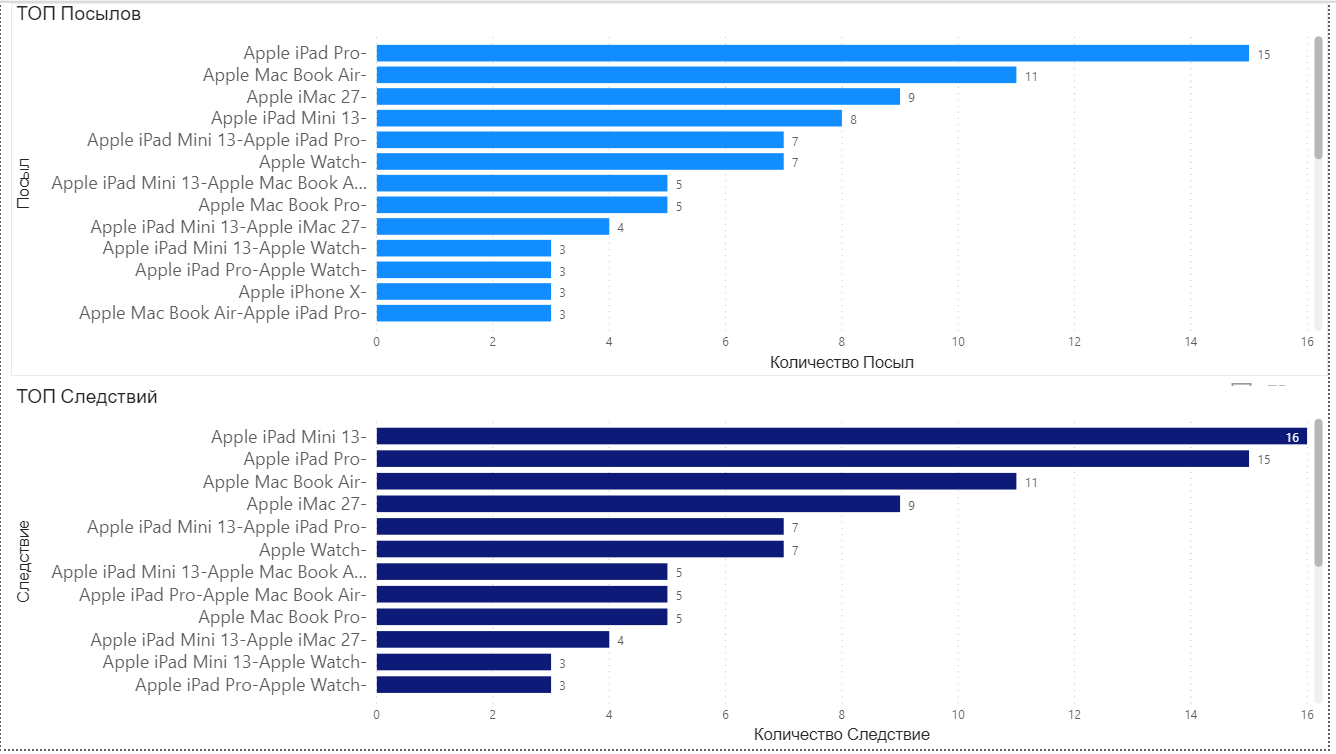 ТОП Посылов
Посыл
Apple iPad Pro- 15
Apple Mac Book Air- 11
Apple iMac 27- 9
Apple iPad Mini 13- 8
Apple iPad Mini 13-Apple iPad Pro- 7
Apple Watch- 7
Apple iPad Mini 13-Apple Mac Book A... 5
Apple Mac Book Pro- 5
Apple iPad Mini 13-Apple iMac 27- 4
Apple iPad Mini 13-Apple Watch- 3
Apple iPad Pro-Apple Watch- 3
Apple iPhone X- 3
Apple Mac Book Air-Apple iPad Pro- 3
0 2 4 6 8 10 12 14 16
Количество Посыл
ТОП Следствий
Следствие
Apple iPad Mini 13- 16
Apple iPad Pro- 15
Apple Mac Book Air- 11
Apple iMac 27- 9
Apple iPad Mini 13-Apple iPad Pro- 7
Apple Watch- 7
Apple iPad Mini 13-Apple Mac Book A... 5
Apple iPad Pro-Apple Mac Book Air- 5
Apple Mac Book Pro- 5
Apple iPad Mini 13-Apple iMac 27- 4
Apple iPad Mini 13-Apple Watch- 3
Apple iPad Pro-Apple Watch- 3
0 2 4 6 8 10 12 14 16
Количество Следствие